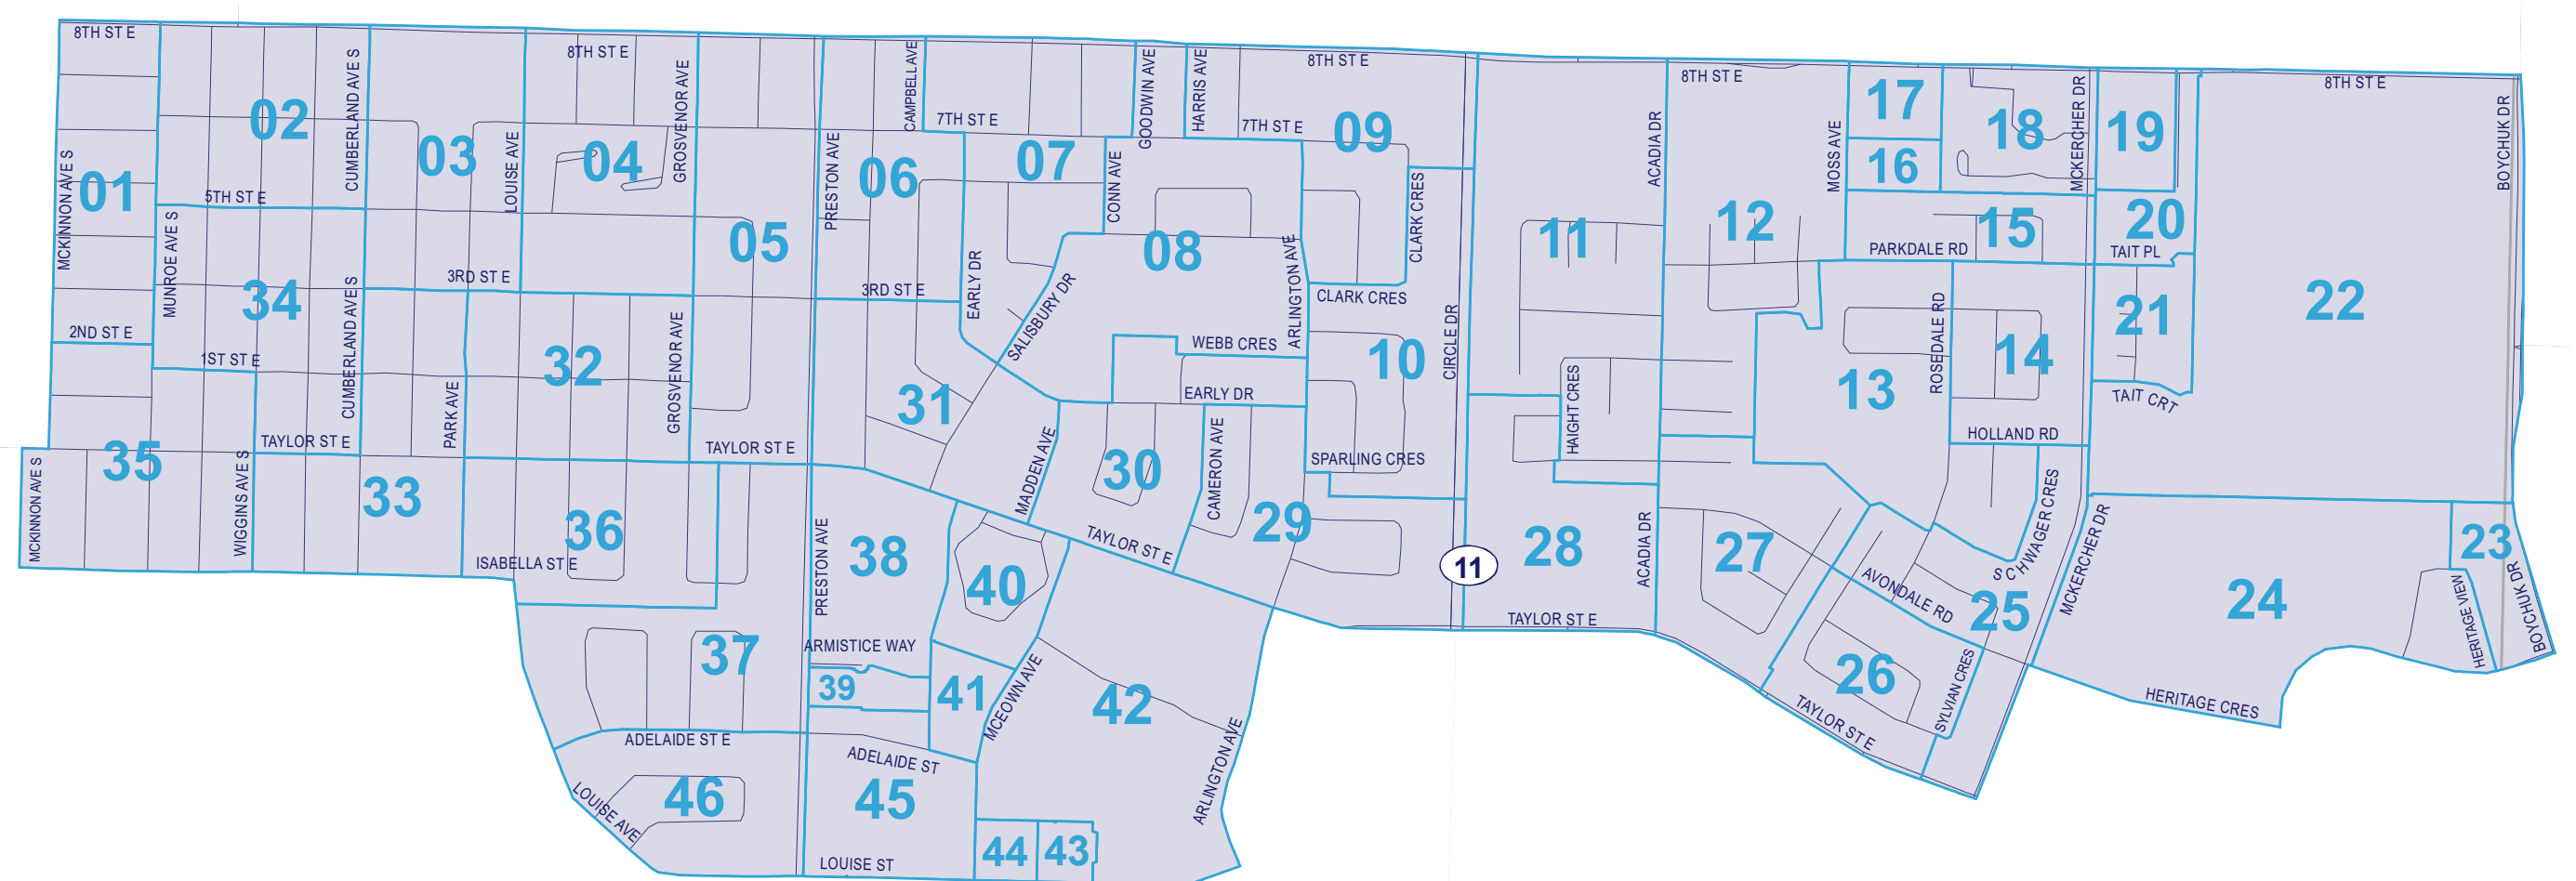 8TH ST E
8TH ST E
8TH ST E
8TH ST E
8TH ST E
01
02
03
04
05
06
07
08
09
10
11
12
13
14
15
16
17
18
19
20
21
22
23
24
25
26
27
28
29
30
31
32
33
34
35
36
37
38
39
40
41
42
43
44
45
46
11
MCKINNON AVE S
MCKINNON AVE S
MUNROE AVE S
CUMBERLAND AVE S
CUMBERLAND AVE S
WIGGINS AVE S
5TH ST E
2ND ST E
1ST ST E
3RD ST E
3RD ST E
TAYLOR ST E
TAYLOR ST E
PARK AVE
LOUISE AVE
GROSVENOR AVE
GROSVENOR AVE
ISABELLA ST E
PRESTON AVE
PRESTON AVE
CAMPBELL AVE
7TH ST E
7TH ST E
GOODWIN AVE
HARRIS AVE
CONN AVE
EARLY DR
SALISBURY DR
ARLINGTON AVE
CLARK CRES
CLARK CRES
WEBB CRES
EARLY DR
SPARLING CRES
CIRCLE DR
MADDEN AVE
CAMERON AVE
TAYLOR ST E
ARMISTICE WAY
ADELAIDE ST E
ADELAIDE ST
LOUISE AVE
LOUISE ST
MCEOWN AVE
ARLINGTON AVE
ACADIA DR
ACADIA DR
HAIGHT CRES
TAYLOR ST E
MOSS AVE
MCKERCHER DR
PARKDALE RD
ROSEDALE RD
HOLLAND RD
TAIT PL
TAIT CRT
SCHWAGER CRES
MCKERCHER DR
AVONDALE RD
SYLVIAN CRES
TAYLOR ST E
HERITAGE CRES
HERITAGE VIEW
BOYCHUK DR
BOYCHUK DR